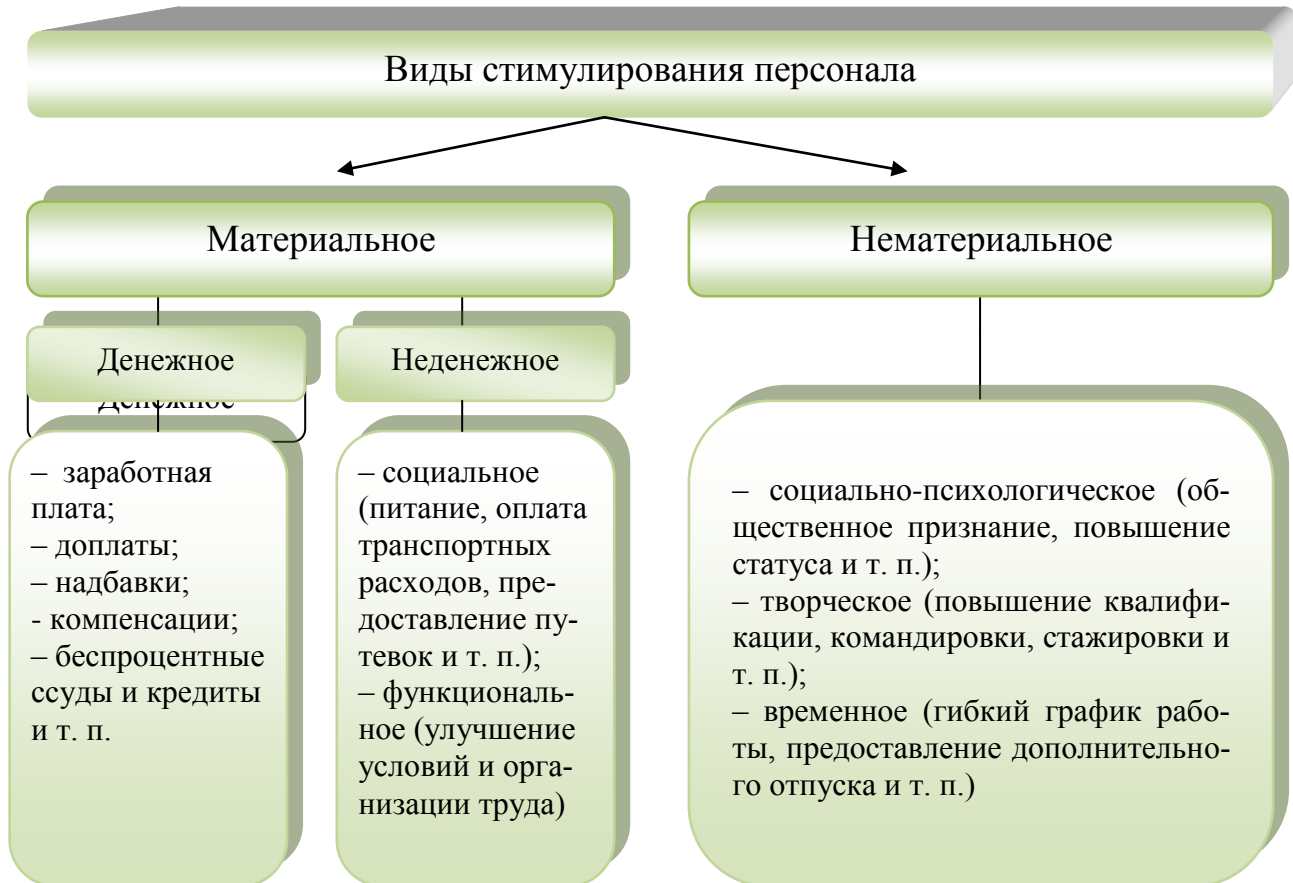 Виды стимулирования персонала
Материальное
Нематериальное
Денежное
Неденежное
Денежное
– заработная
плата;
– доплаты;
– надбавки;
- компенсации;
– беспроцентные
ссуды и кредиты
и т. п.
– социальное
(питание, оплата
транспортных
расходов, пре-
доставление пу-
тевок и т. п.);
– функциональ-
ное (улучшение
условий и орга-
низации труда)
– социально-психологическое (об-
щественное признание, повышение
статуса и т. п.);
– творческое (повышение квалифи-
кации, командировки, стажировки и
т. п.);
– временное (гибкий график рабо-
ты, предоставление дополнительно-
го отпуска и т. п.)